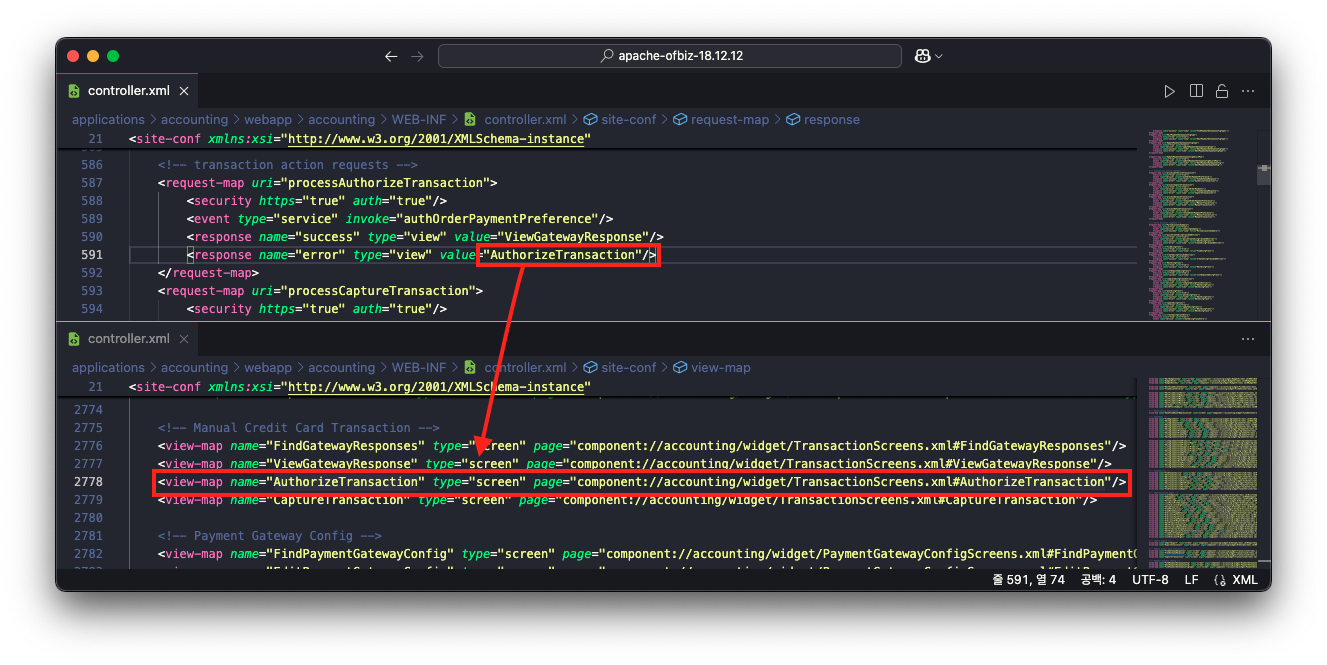 apache-ofbiz-18.12.12
controller.xml
applications > accounting > webapp > accounting > WEB-INF > controller.xml > site-conf > request-map > response
21 <site-conf xmlns:xsi="http://www.w3.org/2001/XMLSchema-instance"
586 <!-- transaction action requests -->
587 <request-map uri="processAuthorizeTransaction">
588 <security https="true" auth="true"/>
589 <event type="service" invoke="authOrderPaymentPreference"/>
590 <response name="success" type="view" value="ViewGatewayResponse"/>
591 <response name="error" type="view" value="AuthorizeTransaction"/>
592 </request-map>
593 <request-map uri="processCaptureTransaction">
594 <security https="true" auth="true"/>
controller.xml
applications > accounting > webapp > accounting > WEB-INF > controller.xml > site-conf > view-map
21 <site-conf xmlns:xsi="http://www.w3.org/2001/XMLSchema-instance"
2774
2775 <!-- Manual Credit Card Transaction -->
2776 <view-map name="FindGatewayResponses" type="screen" page="component://accounting/widget/TransactionScreens.xml#FindGatewayResponses"/>
2777 <view-map name="ViewGatewayResponse" type="screen" page="component://accounting/widget/TransactionScreens.xml#ViewGatewayResponse"/>
2778 <view-map name="AuthorizeTransaction" type="screen" page="component://accounting/widget/TransactionScreens.xml#AuthorizeTransaction"/>
2779 <view-map name="CaptureTransaction" type="screen" page="component://accounting/widget/TransactionScreens.xml#CaptureTransaction"/>
2780
2781 <!-- Payment Gateway Config -->
2782 <view-map name="FindPaymentGatewayConfig" type="screen" page="component://accounting/widget/PaymentGatewayConfigScreens.xml#FindPayment
줄 591, 열 74 공백: 4 UTF-8 LF XML